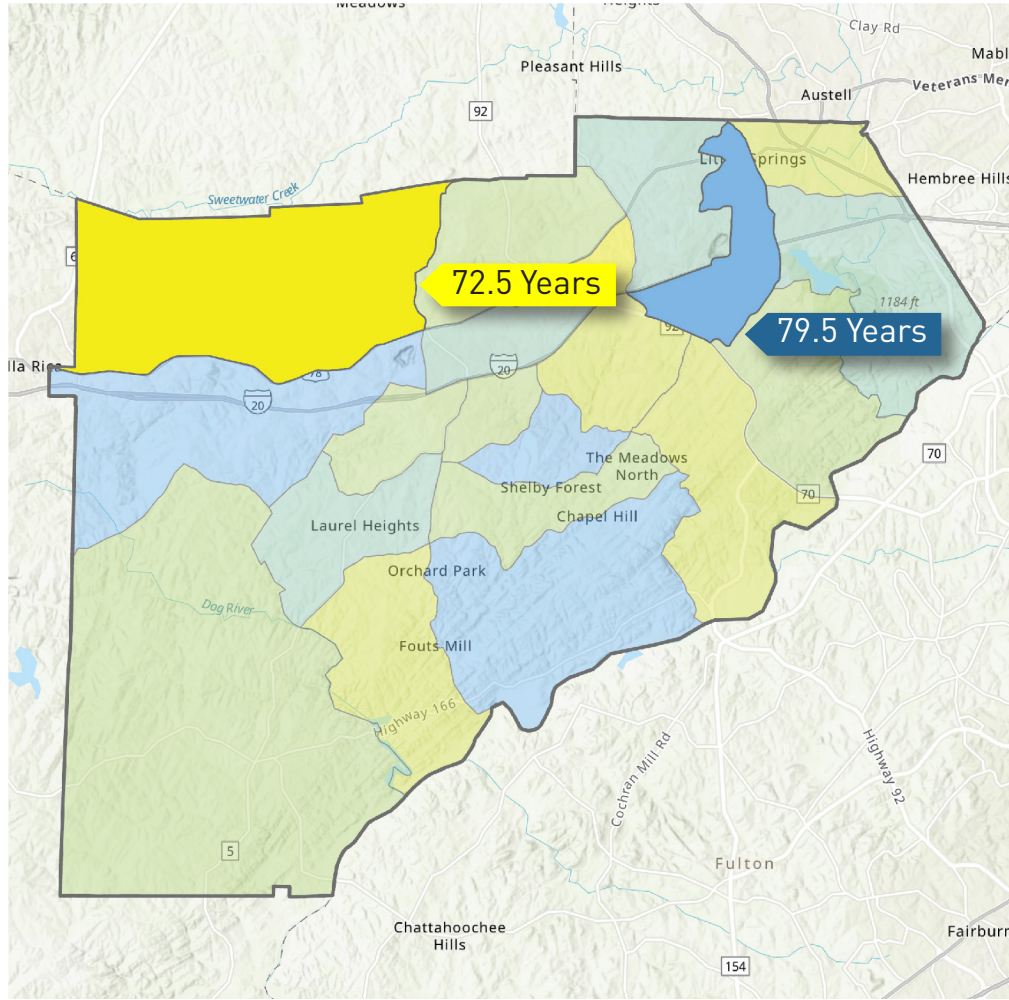 Meadows
Heights
Clay Rd
Pleasant Hills
Mabl
Veterans Mer
Austell
92
Springs
Hembree Hills
Sweetwater Creek
6
72.5 Years
1184 ft
92
79.5 Years
lla Rica
78
20
20
70
The Meadows
North
Shelby Forest
70
Chapel Hill
Laurel Heights
Orchard Park
Dog River
Fouts Mill
Highway 166
Cochran Mill Rd
Highway 92
5
Fulton
Chattahoochee
Hills
Fairburn
154